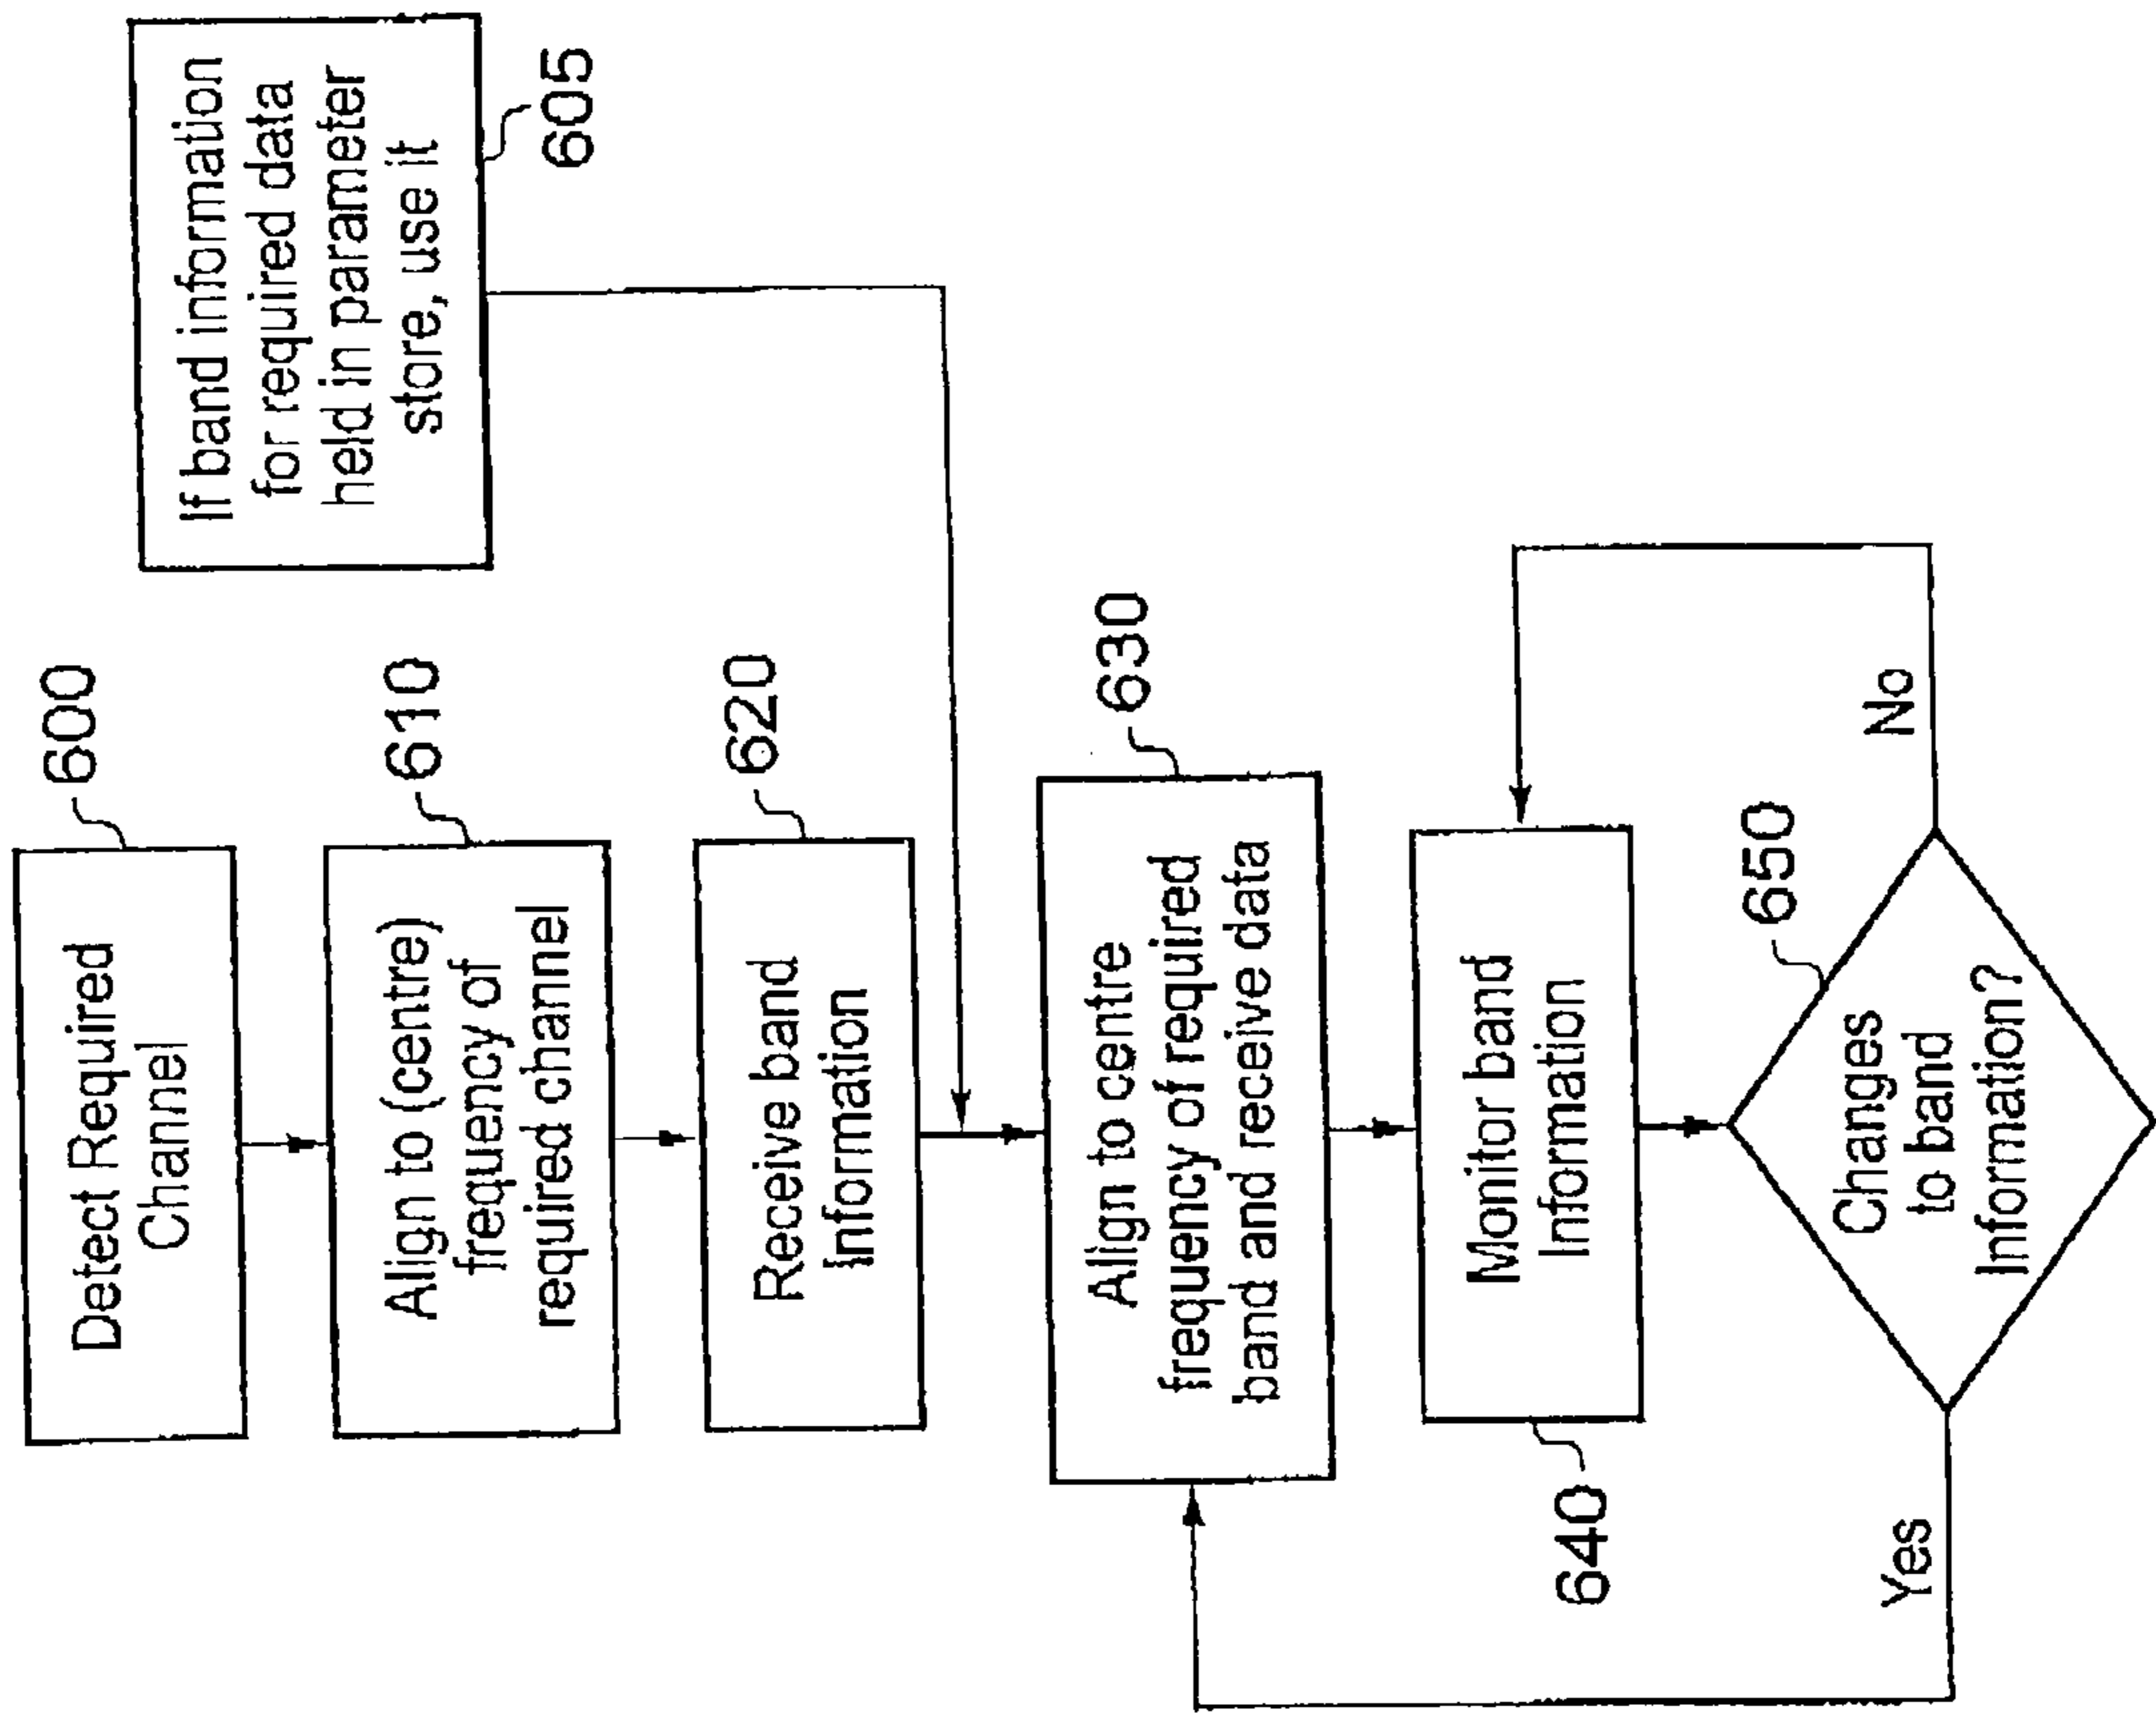 600
Detect Required
Channel
If band information
for required data
held in parameter
store, use it
605
610
Align to (centre)
frequency of
required channel
620
Receive band
information
630
Align to centre
frequency of required
band and receive data
Monitor band
Information
640
650
Changes
to band
Information?
Yes
No